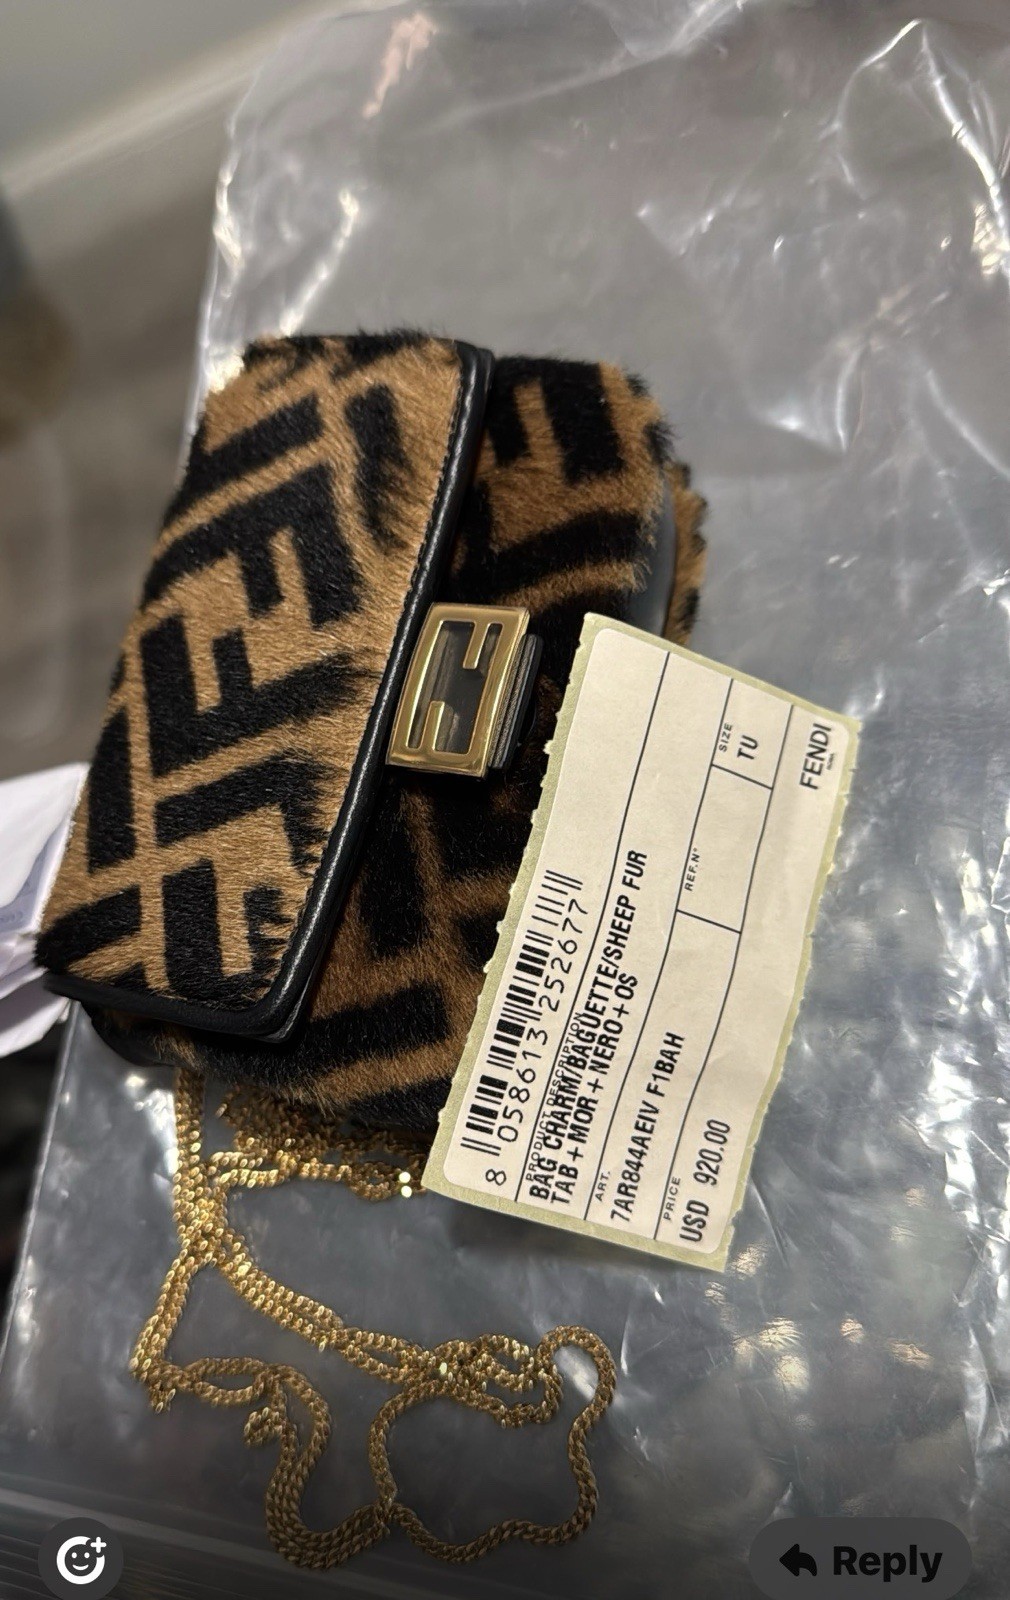 FENDI
ROMA
SIZE
TU
REF.N°
PRICE
USD 920.00
ART.
7AR844AEIV F1BAH
PRODUCT DESCRIPTION
BAG CHARM/BAGUETTE/SHEEP FUR
TAB+MOR+NERO+OS
8 058613 252677
Reply